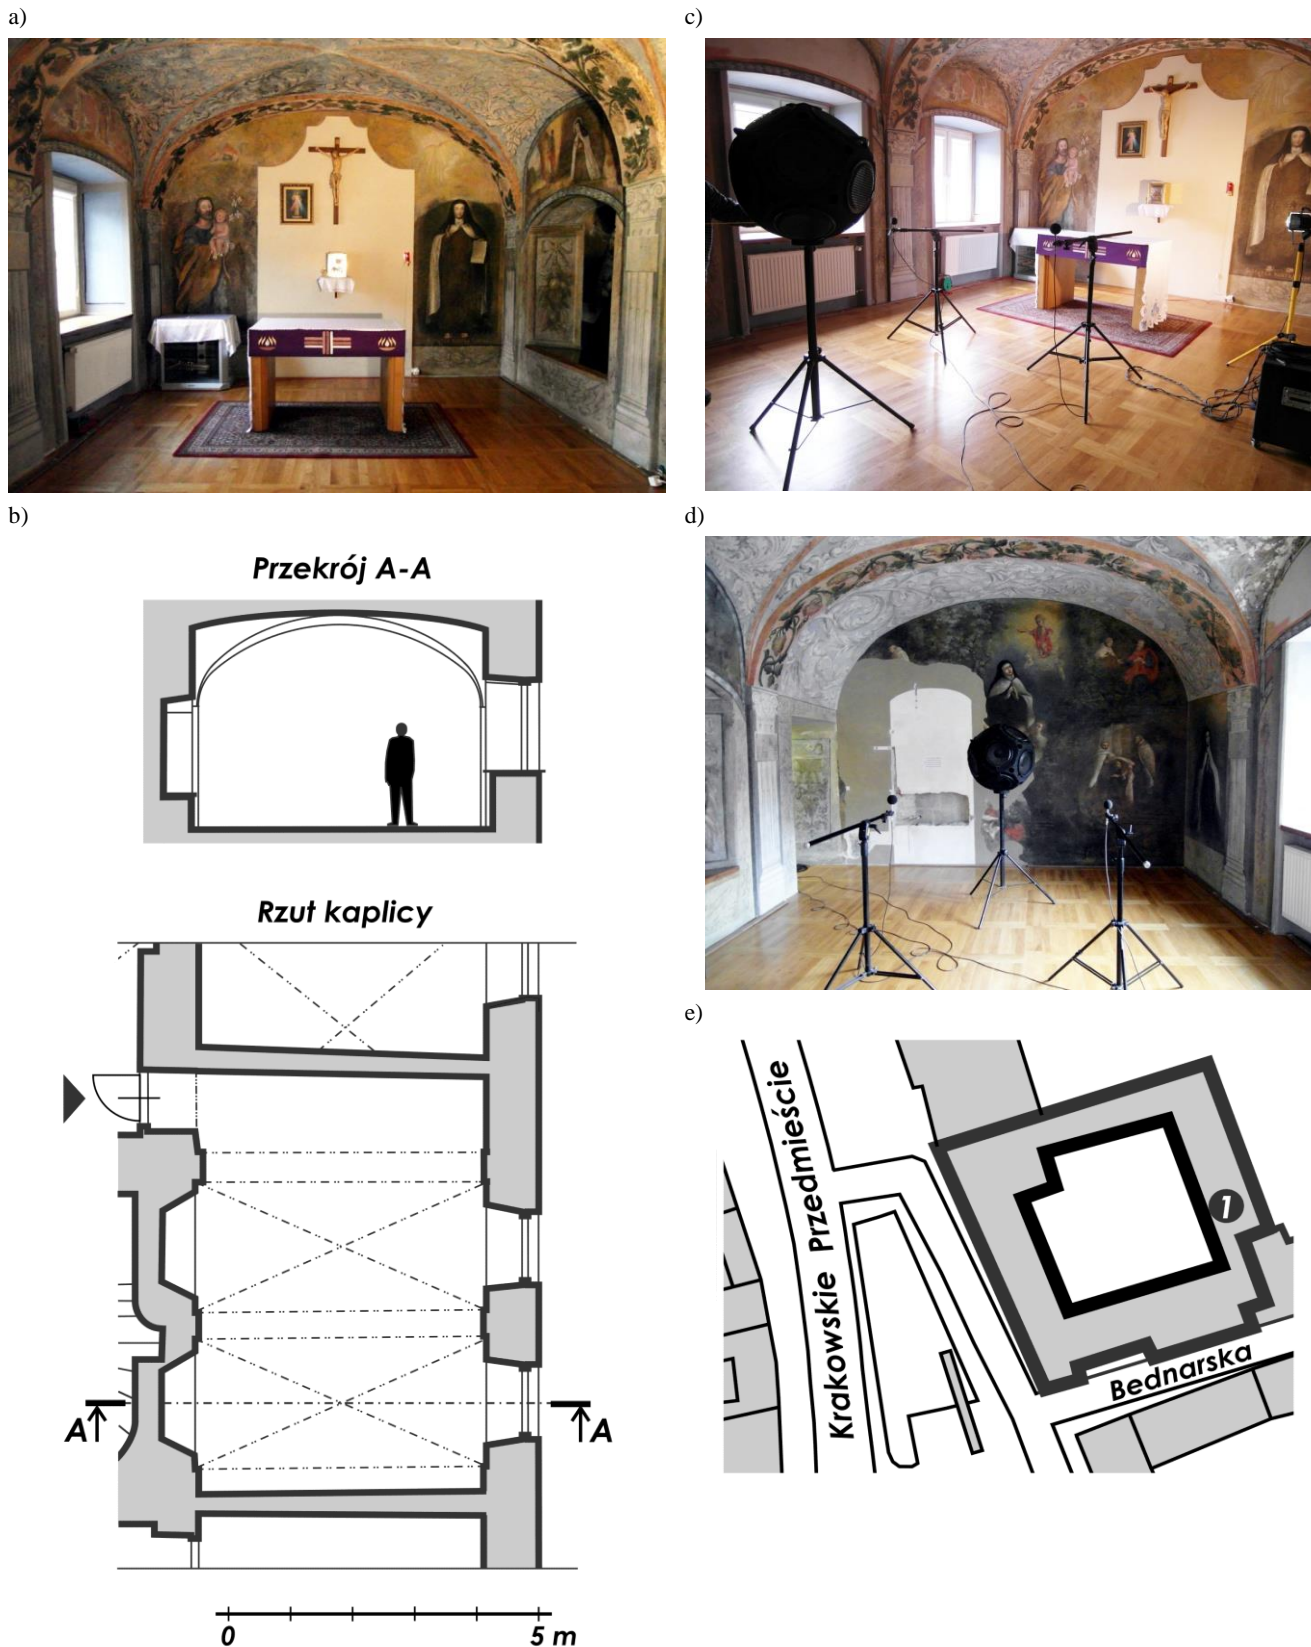 a)
c)
b)
d)
Przekrój A-A
Rzut kaplicy
A
A
0
5 m
e)
Krakowskie Przedmieście
1
Bednarska